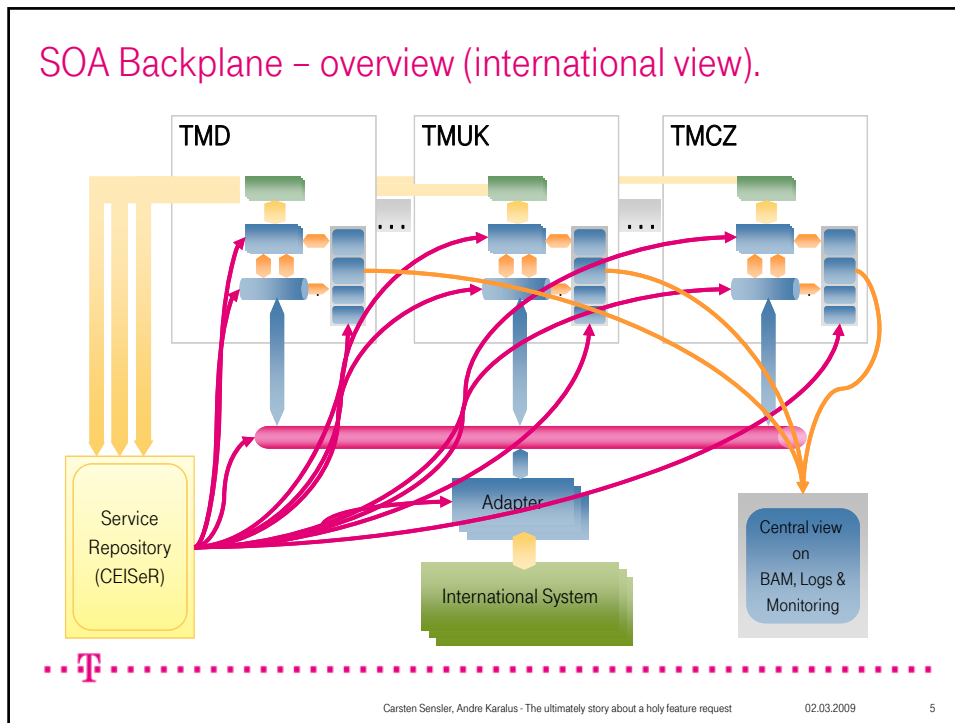 SOA Backplane – overview (international view).
TMD
TMUK
TMCZ
...
...
.
.
.
Service
Repository
(CEISeR)
Adapter
International System
Central view
on
BAM, Logs &
Monitoring
T
Carsten Sensler, Andre Karalus - The ultimately story about a holy feature request
02.03.2009
5